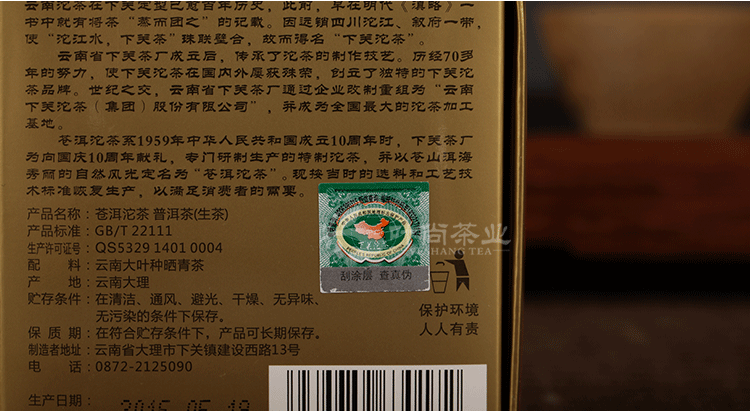 云南沱茶在下关定型已愈百年历史，此前，早在明代《滇略》一
书中就有将茶“蒸而团之”的记载。因远销四川沱江、叙府一带，
便“沱江水，下关茶”珠联璧合，故而得名“下关沱茶”。
云南省下关茶厂成立后，传承了沱茶的制作技艺。历经70多
年的努力，使下关沱茶在国内外屡获殊荣，创立了独特的下关沱
茶品牌。世纪之交，云南省下关茶厂通过企业改制重组为“云南
下关沱茶（集团）股份有限公司”，并成为全国最大的沱茶加工
基地。
苍洱沱茶系1959年中华人民共和国成立10周年时，下关茶厂
为向国庆10周年献礼，专门研制生产的特制沱茶，并以苍山洱海
秀丽的自然风光定名为“苍洱沱茶”。现按当时的选料和工艺技
术标准恢复生产，以满足消费者的需要。
产品名称：苍洱沱茶 普洱茶(生茶)
产品标准：GB/T 22111
生产许可证号：QS5329 1401 0004
配 料：云南大叶种晒青茶
产 地：云南大理
贮存条件：在清洁、通风、避光、干燥、无异味、
无污染的条件下保存。
保 质 期：在符合贮存条件下，产品可长期保存。
制造者地址：云南省大理市下关镇建设西路13号
电 话：0872-2125090
生产日期：
2015 05 18
刮涂层 查真伪
保护环境
人人有责
尚茶业
SHANG TEA